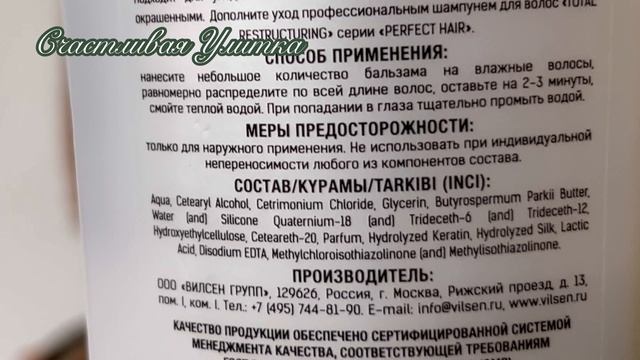 окрашенными. Дополните уход профессиональным шампунем для волос «TOTAL
RESTRUCTURING» серии «PERFECT HAIR».
Счастливая Улитка
СПОСОБ ПРИМЕНЕНИЯ:
нанесите небольшое количество бальзама на влажные волосы,
равномерно распределите по всей длине волос, оставьте на 2-3 минуты,
смойте теплой водой. При попадании в глаза тщательно промыть водой.
МЕРЫ ПРЕДОСТОРОЖНОСТИ:
только для наружного применения. Не использовать при индивидуальной
непереносимости любого из компонентов состава.
СОСТАВ/КУРАМЫ/TARKIBI (INCI):
Aqua, Cetearyl Alcohol, Cetrimonium Chloride, Glycerin, Butyrospermum Parkii Butter,
Water (and) Silicone Quaternium-18 (and) Trideceth-6 (and) Trideceth-12,
Hydroxyethylcellulose, Ceteareth-20, Parfum, Hydrolyzed Keratin, Hydrolyzed Silk, Lactic
Acid, Disodium EDTA, Methylchloroisothiazolinone (and) Methylisothiazolinone.
ПРОИЗВОДИТЕЛЬ:
ООО «ВИЛСЕН ГРУПП», 129626, Россия, г. Москва, Рижский проезд, д. 13,
пом. I, ком. I. Тел.: +7 (495) 744-81-90. E-mail: info@vilsen.ru, www.vilsen.ru
КАЧЕСТВО ПРОДУКЦИИ ОБЕСПЕЧЕНО СЕРТИФИЦИРОВАННОЙ СИСТЕМОЙ
МЕНЕДЖМЕНТА КАЧЕСТВА, СООТВЕТСТВУЮЩЕЙ ТРЕБОВАНИЯМ